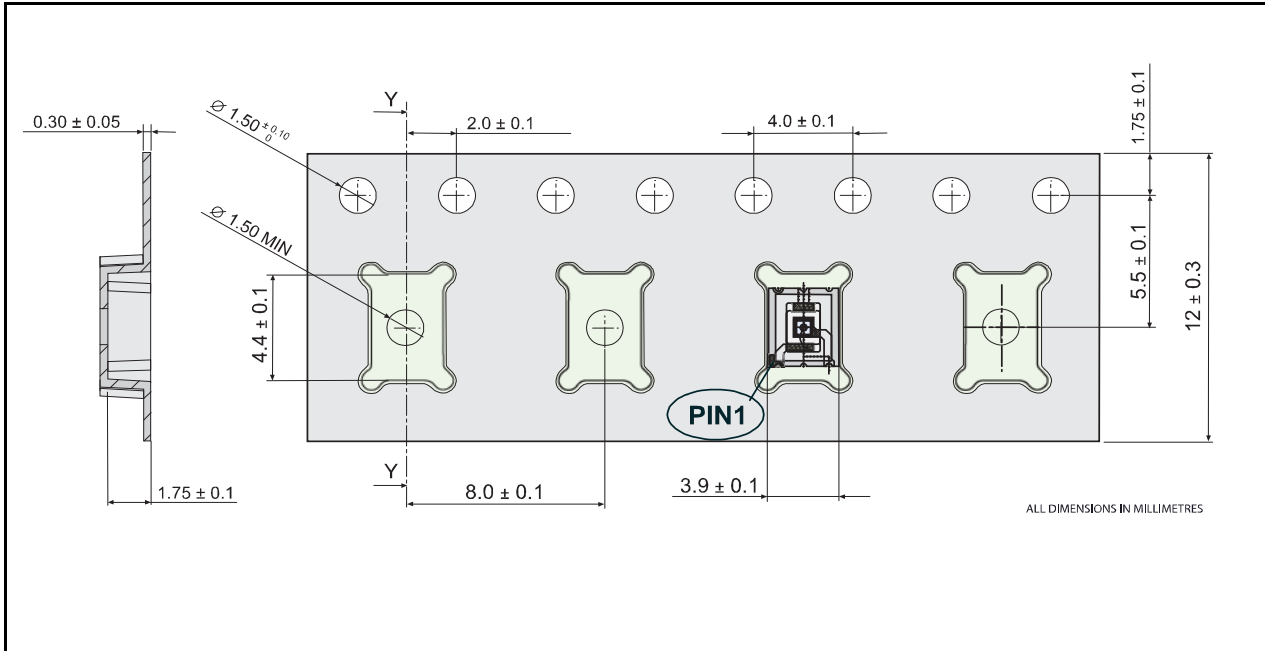 0.30 ± 0.05
Ø 1.50 ± 0.10
0
Y
2.0 ± 0.1
4.0 ± 0.1
1.75 ± 0.1
Ø 1.50 MIN
4.4 ± 0.1
5.5 ± 0.1
12 ± 0.3
PIN1
Y
1.75 ± 0.1
8.0 ± 0.1
3.9 ± 0.1
ALL DIMENSIONS IN MILLIMETRES